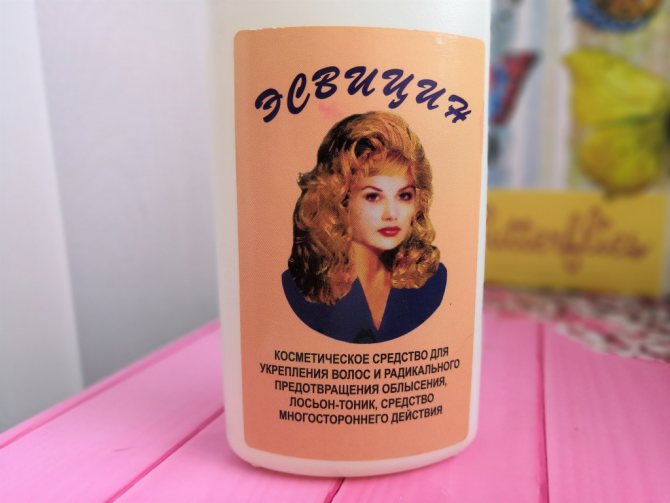 ЭСВИЦИН
КОСМЕТИЧЕСКОЕ СРЕДСТВО ДЛЯ
УКРЕПЛЕНИЯ ВОЛОС И РАДИКАЛЬНОГО
ПРЕДОТВРАЩЕНИЯ ОБЛЫСЕНИЯ,
ЛОСЬОН-ТОНИК, СРЕДСТВО
МНОГОСТОРОННЕГО ДЕЙСТВИЯ